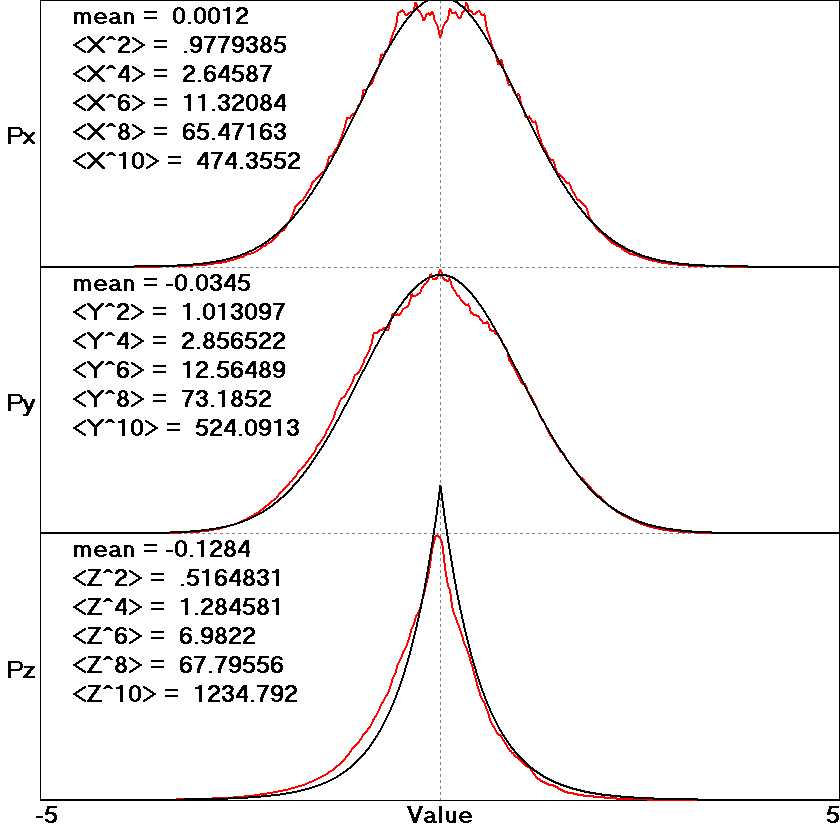 mean = 0.0012
<X^2> = .9779385
<X^4> = 2.64587
<X^6> = 11.32084
Px
<X^8> = 65.47163
<X^10> = 474.3552
mean = -0.0345
<Y^2> = 1.013097
<Y^4> = 2.856522
<Y^6> = 12.56489
Py
<Y^8> = 73.1852
<Y^10> = 524.0913
mean = -0.1284
<Z^2> = .5164831
<Z^4> = 1.284581
<Z^6> = 6.9822
Pz
<Z^8> = 67.79556
<Z^10> = 1234.792
-5 Value 5